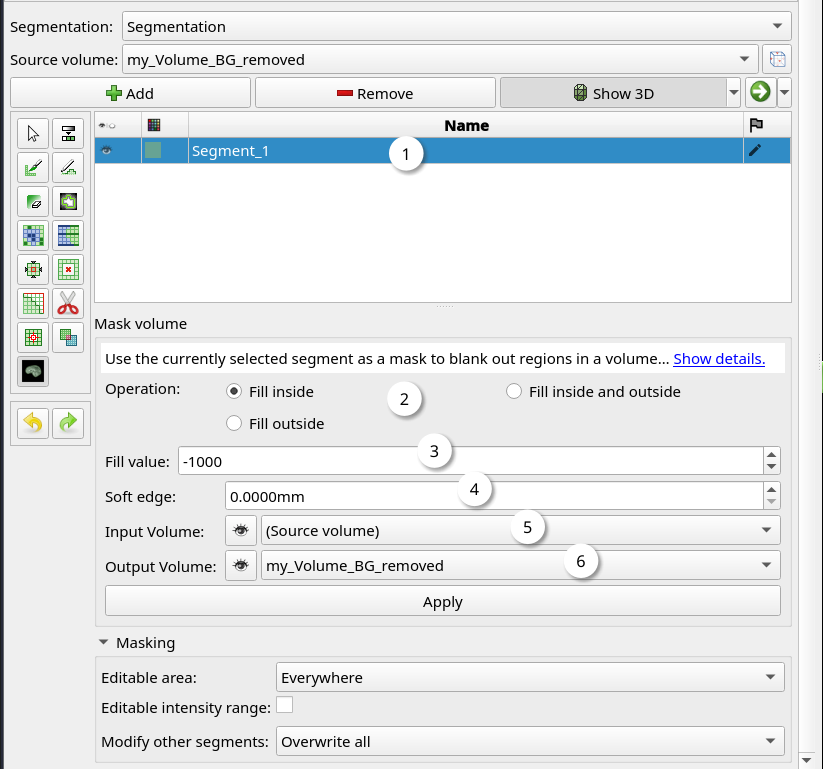 Segmentation: Segmentation
Source volume: my_Volume_BG_removed
Add Remove Show 3D
Name
Segment_1 1
Mask volume
Use the currently selected segment as a mask to blank out regions in a volume... Show details.
Operation: Fill inside 2 Fill inside and outside
Fill outside
Fill value: -1000 3
Soft edge: 0.0000mm 4
Input Volume: (Source volume) 5
Output Volume: my_Volume_BG_removed 6
Apply
Masking
Editable area: Everywhere
Editable intensity range:
Modify other segments: Overwrite all